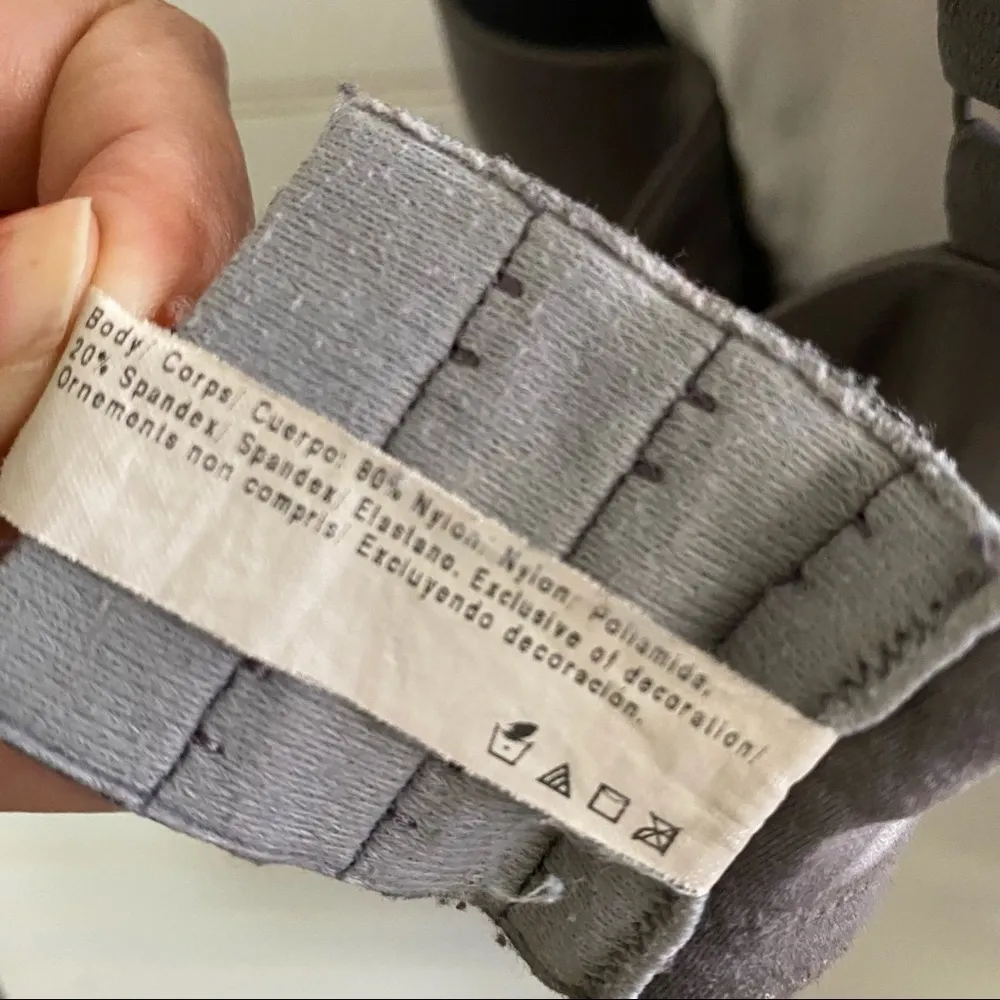 Body/ Corps/ Cuerpo: 80% Nylon: Nylon/ Poliamida,
20% Spandex/ Spandex/ Elastano. Exclusive of decoration/
Ornements non compris/ Excluyendo decoración.